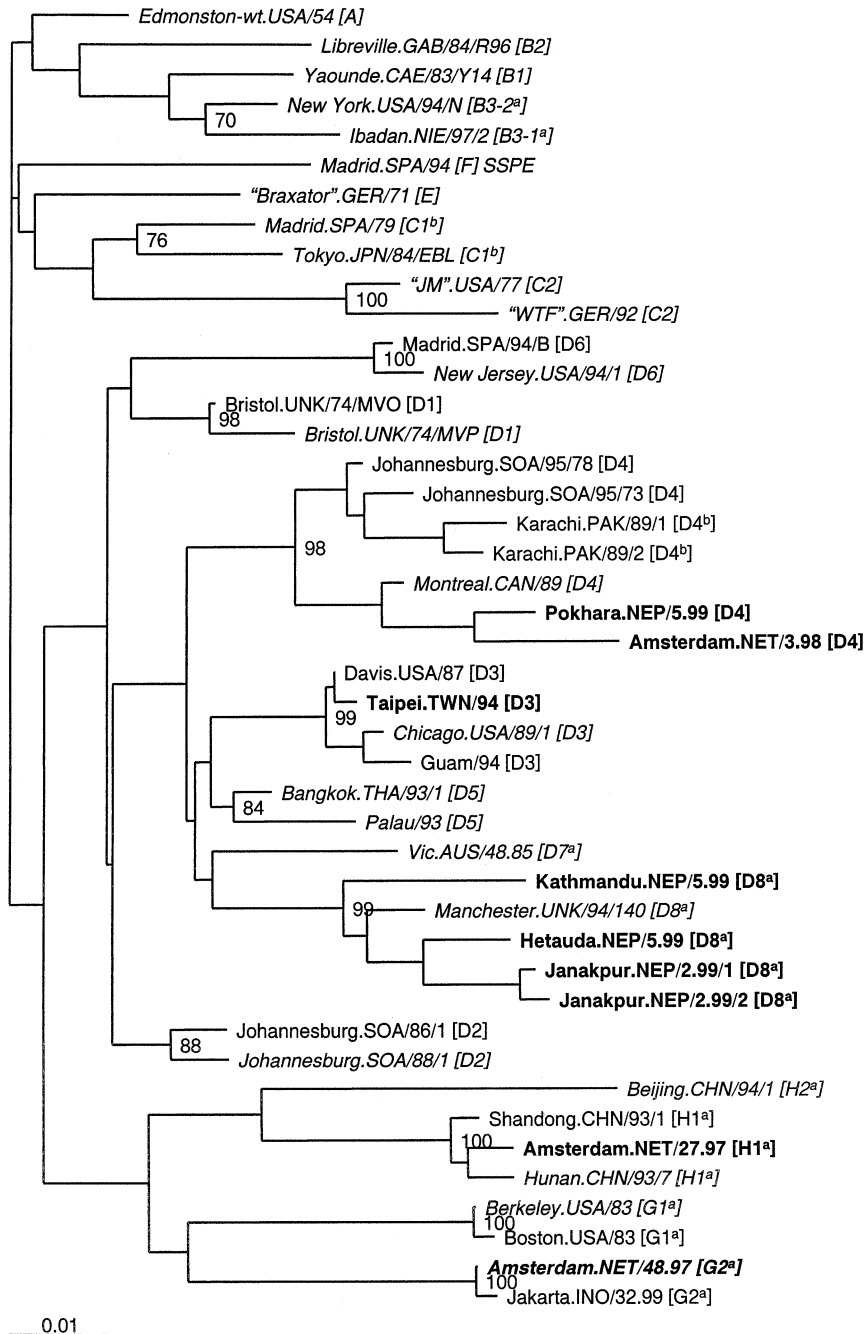 Edmonston-wt.USA/54 [A]
Libreville.GAB/84/R96 [B2]
Yaounde.CAE/83/Y14 [B1]
New York.USA/94/N [B3-2ᵃ]
70
Ibadan.NIE/97/2 [B3-1ᵃ]
Madrid.SPA/94 [F] SSPE
“Braxator”.GER/71 [E]
Madrid.SPA/79 [C1ᵇ]
76
Tokyo.JPN/84/EBL [C1ᵇ]
“JM”.USA/77 [C2]
100
“WTF”.GER/92 [C2]
Madrid.SPA/94/B [D6]
100
New Jersey.USA/94/1 [D6]
Bristol.UNK/74/MVO [D1]
98
Bristol.UNK/74/MVP [D1]
Johannesburg.SOA/95/78 [D4]
Johannesburg.SOA/95/73 [D4]
Karachi.PAK/89/1 [D4ᵇ]
98
Karachi.PAK/89/2 [D4ᵇ]
Montreal.CAN/89 [D4]
Pokhara.NEP/5.99 [D4]
Amsterdam.NET/3.98 [D4]
Davis.USA/87 [D3]
Taipei.TWN/94 [D3]
99
Chicago.USA/89/1 [D3]
Guam/94 [D3]
Bangkok.THA/93/1 [D5]
84
Palau/93 [D5]
Vic.AUS/48.85 [D7ᵃ]
Kathmandu.NEP/5.99 [D8ᵃ]
99
Manchester.UNK/94/140 [D8ᵃ]
Hetauda.NEP/5.99 [D8ᵃ]
Janakpur.NEP/2.99/1 [D8ᵃ]
Janakpur.NEP/2.99/2 [D8ᵃ]
Johannesburg.SOA/86/1 [D2]
88
Johannesburg.SOA/88/1 [D2]
Beijing.CHN/94/1 [H2ᵃ]
Shandong.CHN/93/1 [H1ᵃ]
100
Amsterdam.NET/27.97 [H1ᵃ]
Hunan.CHN/93/7 [H1ᵃ]
Berkeley.USA/83 [G1ᵃ]
100
Boston.USA/83 [G1ᵃ]
Amsterdam.NET/48.97 [G2ᵃ]
100
Jakarta.INO/32.99 [G2ᵃ]
0.01